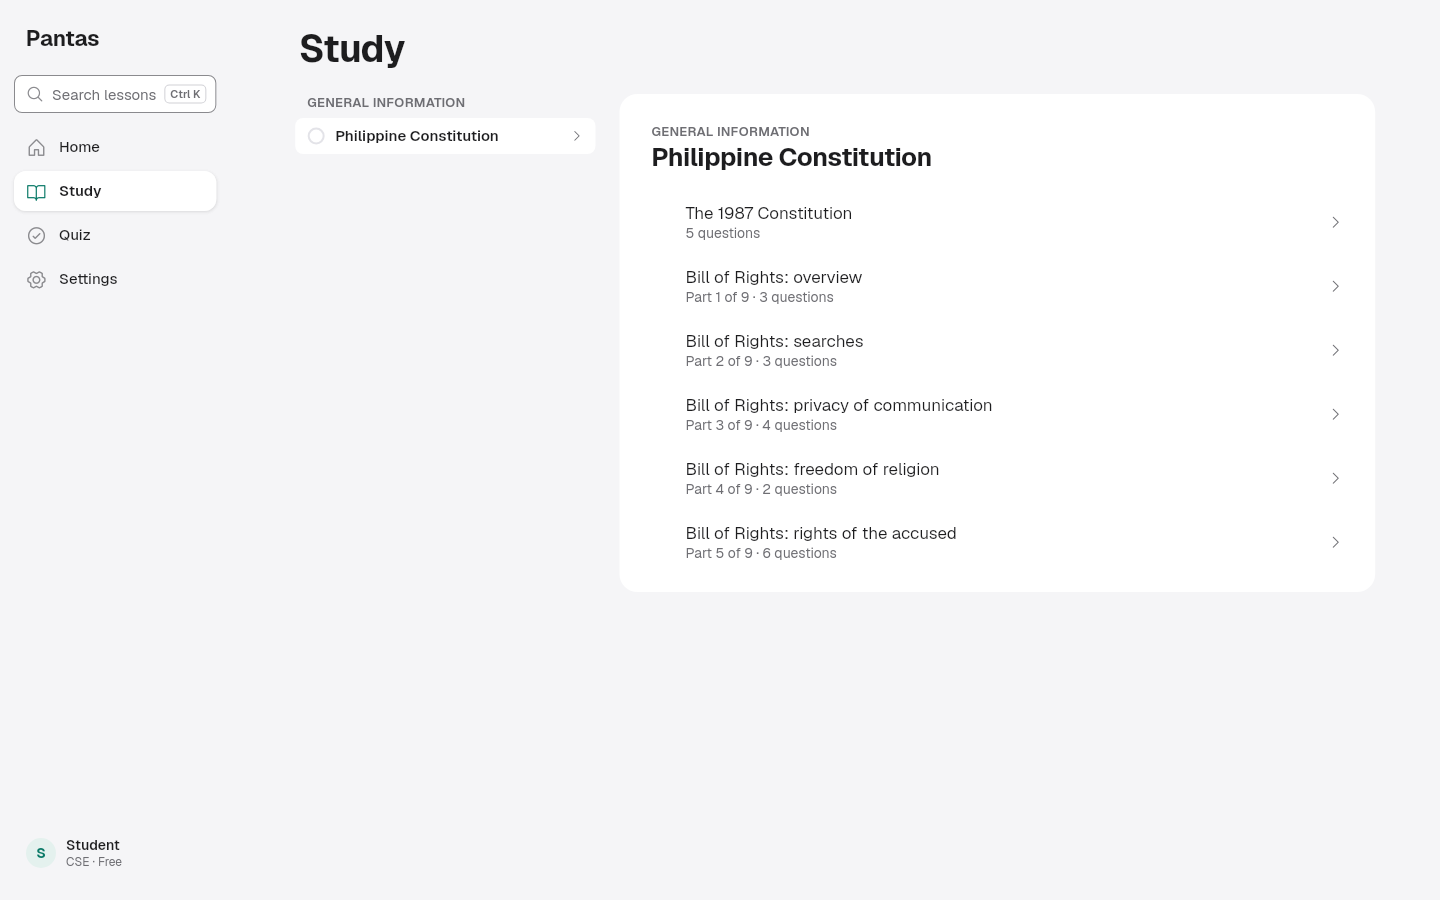 Pantas
Search lessons
Ctrl K
Home
Study
Quiz
Settings
Student
CSE · Free
S
Study
GENERAL INFORMATION
Philippine Constitution
GENERAL INFORMATION
Philippine Constitution
The 1987 Constitution
5 questions
Bill of Rights: overview
Part 1 of 9 · 3 questions
Bill of Rights: searches
Part 2 of 9 · 3 questions
Bill of Rights: privacy of communication
Part 3 of 9 · 4 questions
Bill of Rights: freedom of religion
Part 4 of 9 · 2 questions
Bill of Rights: rights of the accused
Part 5 of 9 · 6 questions